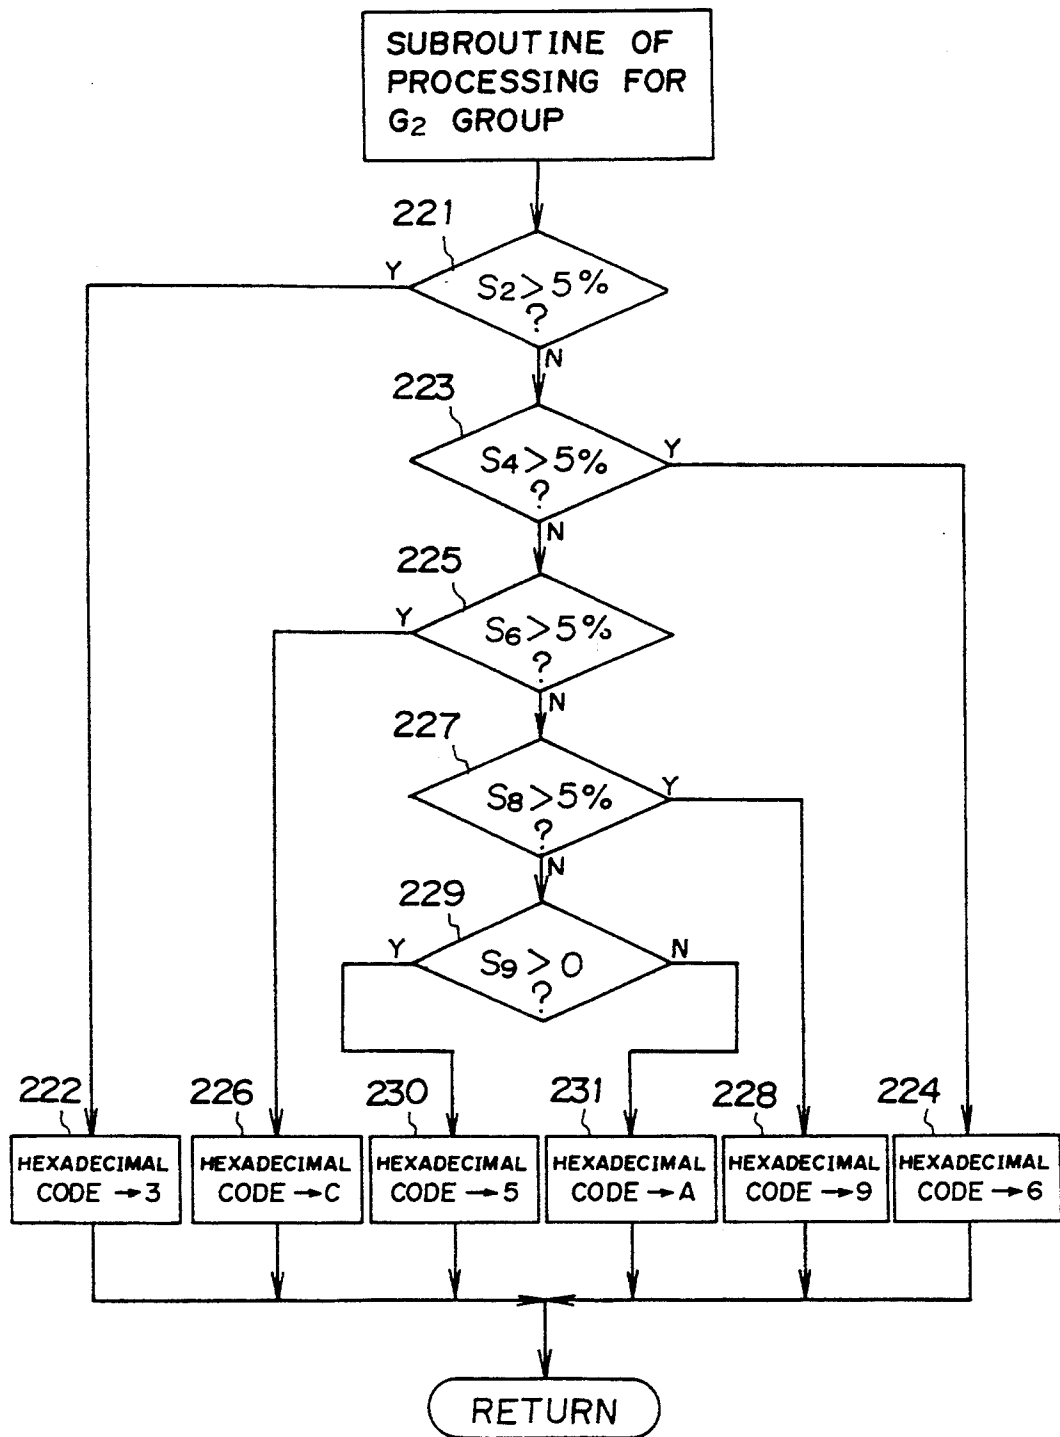 SUBROUTINE OF
PROCESSING FOR
G2 GROUP
221
Y
S2 > 5%
?
N
223
S4 > 5%
?
Y
N
225
Y
S6 > 5%
?
N
227
S8 > 5%
?
Y
N
229
Y
S9 > 0
?
N
222
226
230
231
228
224
HEXADECIMAL
CODE → 3
HEXADECIMAL
CODE → C
HEXADECIMAL
CODE → 5
HEXADECIMAL
CODE → A
HEXADECIMAL
CODE → 9
HEXADECIMAL
CODE → 6
RETURN